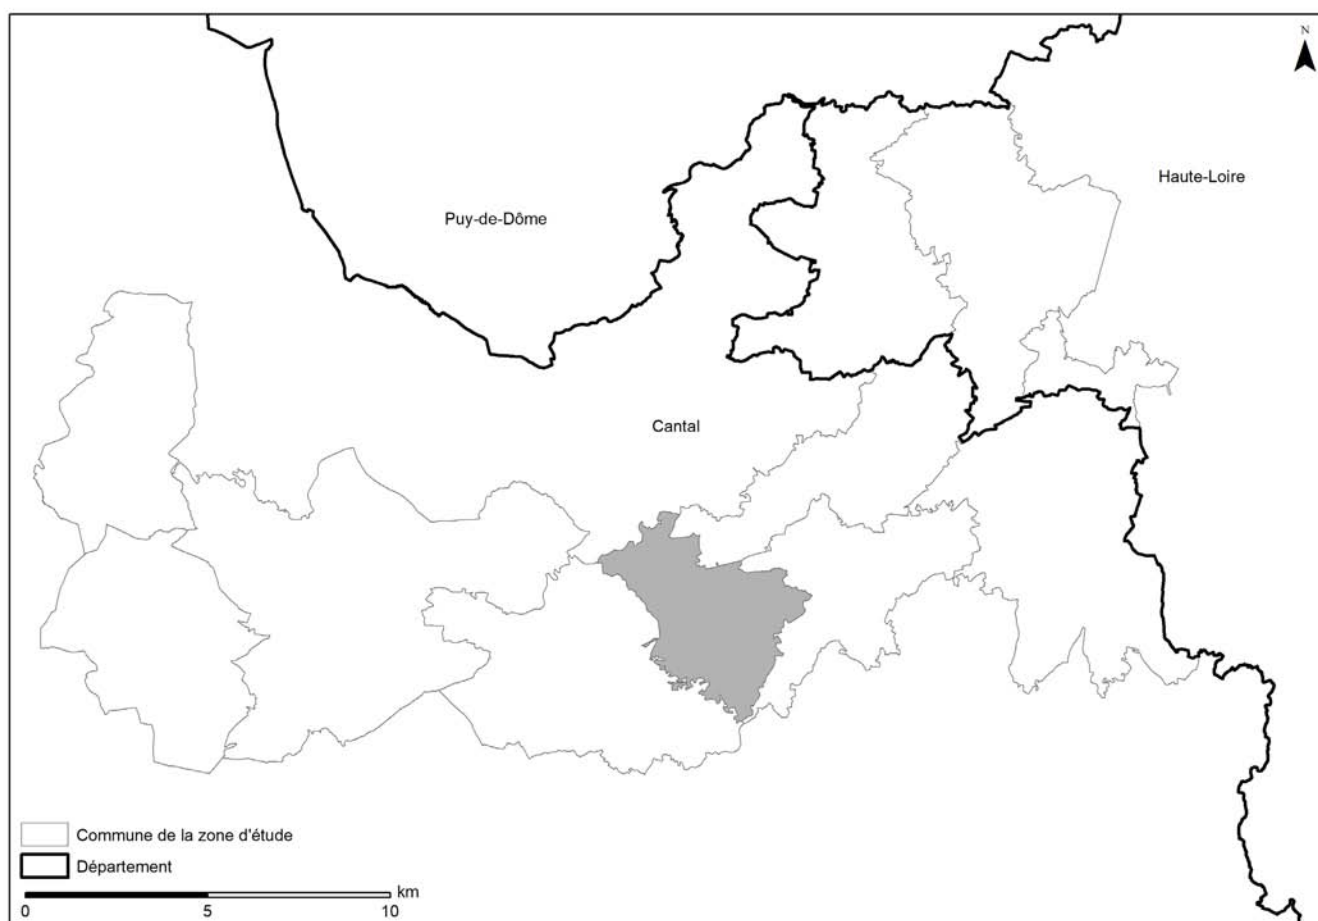 N
Haute-Loire
Puy-de-Dôme
Cantal
Commune de la zone d'étude
Département
km
0 5 10